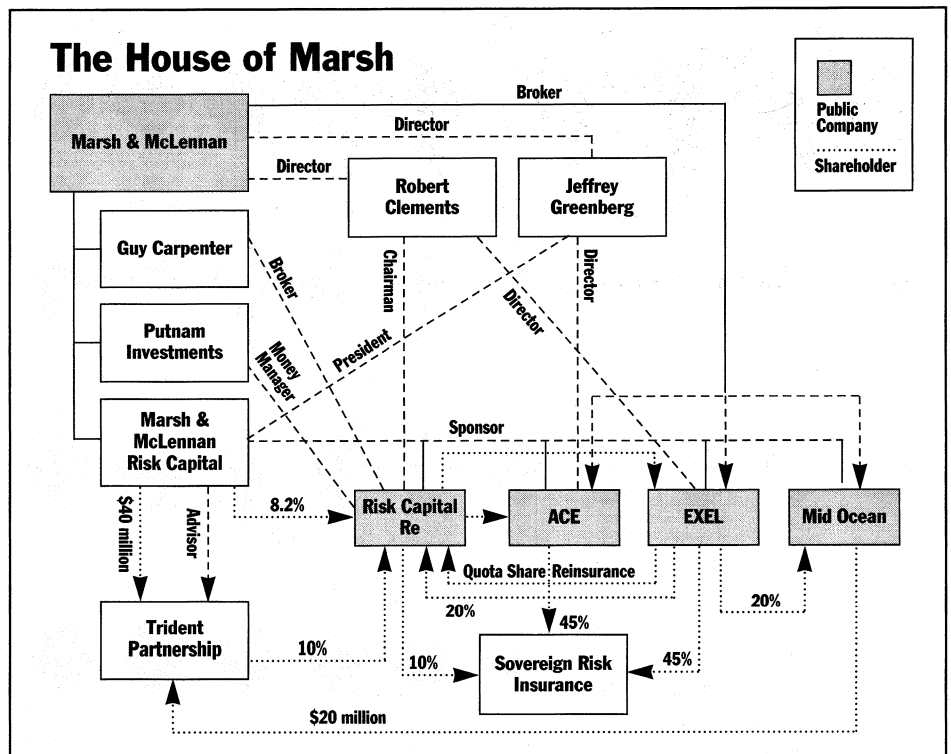 The House of Marsh
Public
Company
Shareholder
Broker
Marsh & McLennan
Director
Director
Robert
Clements
Jeffrey
Greenberg
Guy Carpenter
Broker
Chairman
Director
Director
Putnam
Investments
Money
Manager
President
Marsh &
McLennan
Risk Capital
Sponsor
$40 million
Advisor
8.2%
Risk Capital
Re
ACE
EXEL
Mid Ocean
Quota Share Reinsurance
20%
20%
45%
Trident
Partnership
10%
10%
Sovereign Risk
Insurance
45%
$20 million